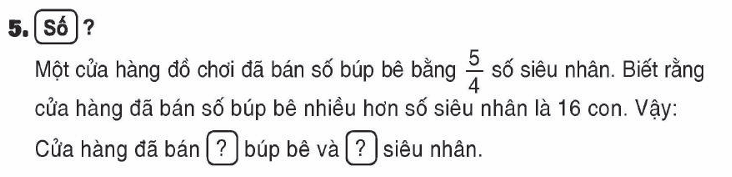 5. Số ?
Một cửa hàng đồ chơi đã bán số búp bê bằng 5/4 số siêu nhân. Biết rằng
cửa hàng đã bán số búp bê nhiều hơn số siêu nhân là 16 con. Vậy:
Cửa hàng đã bán ? búp bê và ? siêu nhân.